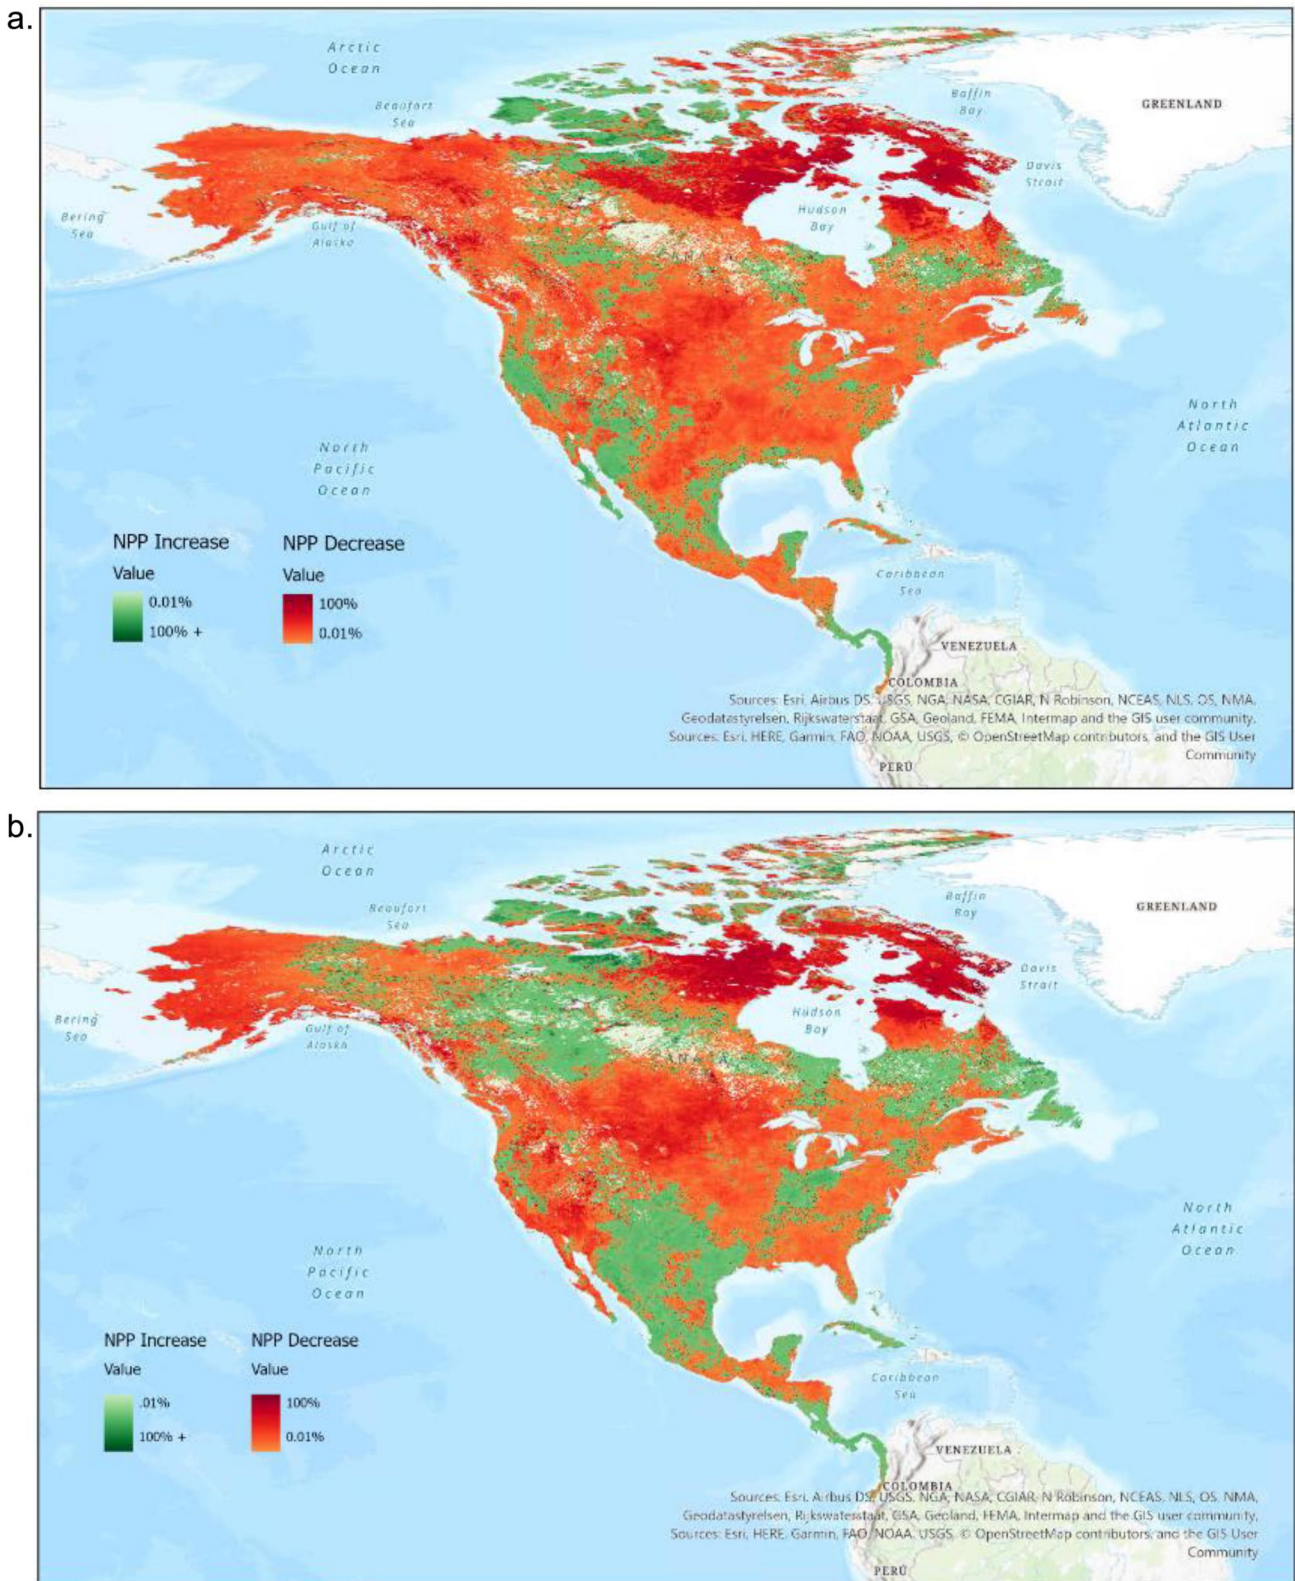 a.
Arctic
Ocean
Beaufort
Sea
Baffin
Bay
GREENLAND
Davis
Strait
Bering
Sea
Gulf of
Alaska
Hudson
Bay
North
Atlantic
Ocean
North
Pacific
Ocean
NPP Increase
Value
0.01%
100% +
NPP Decrease
Value
100%
0.01%
Caribbean
Sea
VENEZUELA
COLOMBIA
Sources: Esri, Airbus DS, USGS, NGA, NASA, CGIAR, N Robinson, NCEAS, NLS, OS, NMA,
Geodatastyrelsen, Rijkswaterstaat, GSA, Geoland, FEMA, Intermap and the GIS user community,
Sources: Esri, HERE, Garmin, FAO, NOAA, USGS, © OpenStreetMap contributors, and the GIS User
Community
PERÚ
b.
Arctic
Ocean
Beaufort
Sea
Baffin
Bay
GREENLAND
Davis
Strait
Bering
Sea
Gulf of
Alaska
Hudson
Bay
North
Atlantic
Ocean
North
Pacific
Ocean
NPP Increase
Value
.01%
100% +
NPP Decrease
Value
100%
0.01%
Caribbean
Sea
VENEZUELA
COLOMBIA
Sources: Esri, Airbus DS, USGS, NGA, NASA, CGIAR, N Robinson, NCEAS, NLS, OS, NMA,
Geodatastyrelsen, Rijkswaterstaat, GSA, Geoland, FEMA, Intermap and the GIS user community,
Sources: Esri, HERE, Garmin, FAO, NOAA, USGS, © OpenStreetMap contributors, and the GIS User
Community
PERÚ